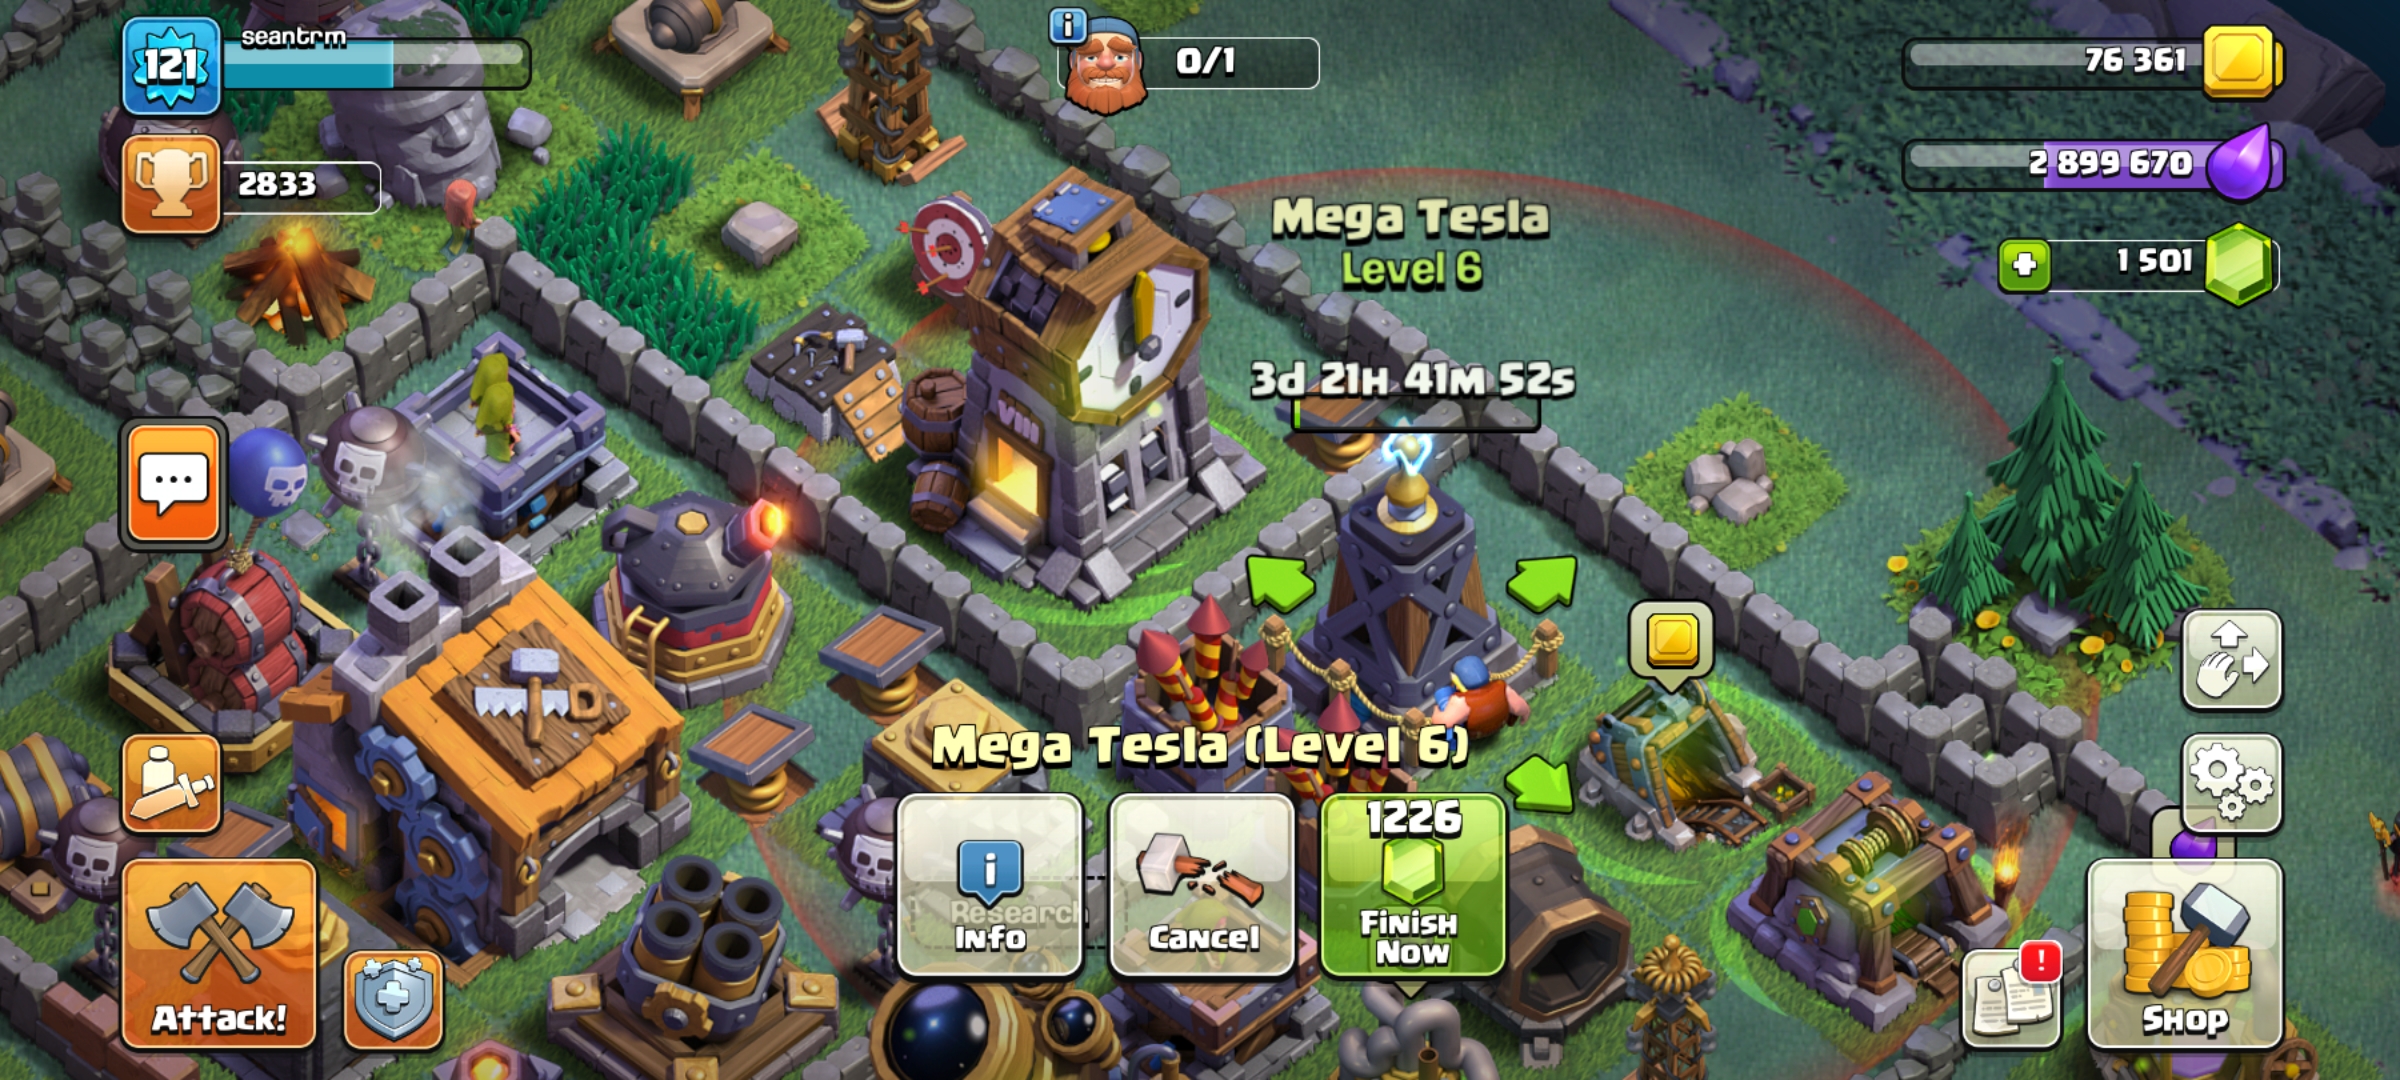 121
seantrm
0/1
76 361
2833
2 899 670
1 501
Mega Tesla
Level 6
3d 21H 41M 52s
VIII
Mega Tesla (Level 6)
1226
Research
Info
Cancel
Finish
Now
Attack!
!
Shop